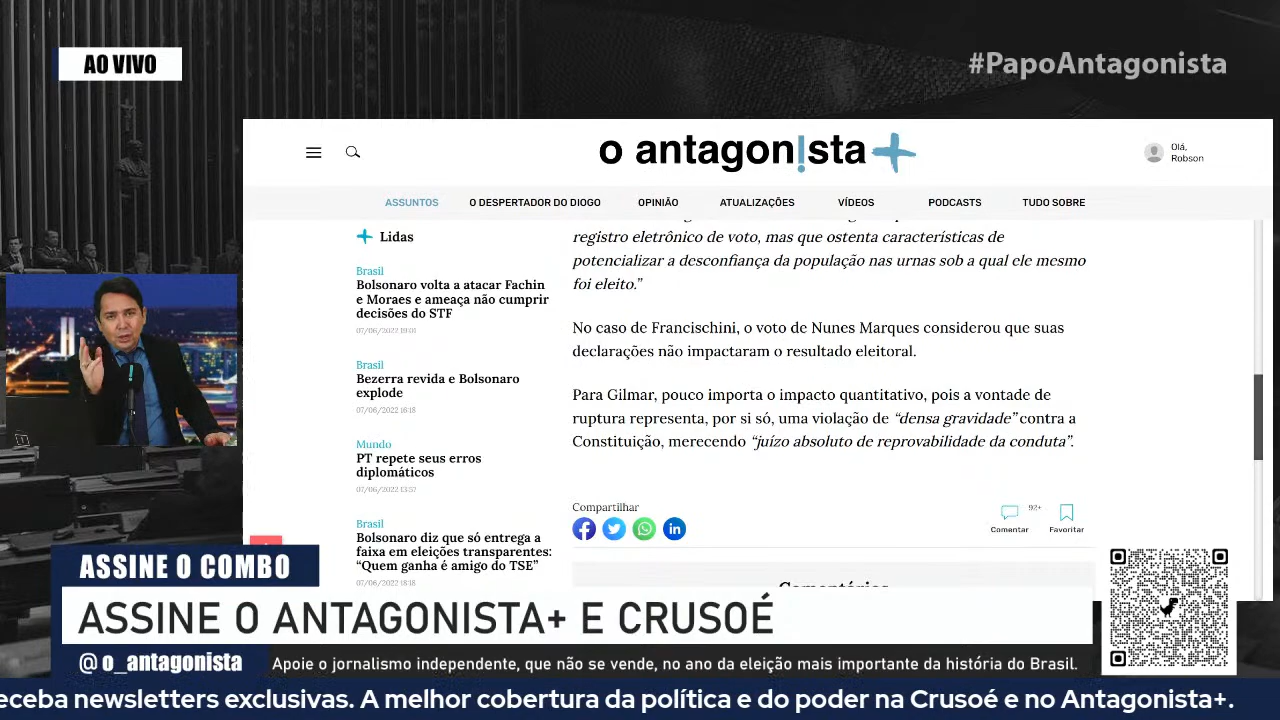 AO VIVO
#PapoAntagonista
o antagon!sta+
Olá,
Robson
ASSUNTOS
O DESPERTADOR DO DIOGO
OPINIÃO
ATUALIZAÇÕES
VÍDEOS
PODCASTS
TUDO SOBRE
Lidas
Brasil
Bolsonaro volta a atacar Fachin
e Moraes e ameaça não cumprir
decisões do STF
07/06/2022 19:01
Brasil
Bezerra revida e Bolsonaro
explode
07/06/2022 16:18
Mundo
PT repete seus erros
diplomáticos
07/06/2022 13:57
Brasil
Bolsonaro diz que só entrega a
faixa em eleições transparentes:
“Quem ganha é amigo do TSE”
07/06/2022 18:18
registro eletrônico de voto, mas que ostenta características de
potencializar a desconfiança da população nas urnas sob a qual ele mesmo
foi eleito.”
No caso de Francischini, o voto de Nunes Marques considerou que suas
declarações não impactaram o resultado eleitoral.
Para Gilmar, pouco importa o impacto quantitativo, pois a vontade de
ruptura representa, por si só, uma violação de “densa gravidade” contra a
Constituição, merecendo “juízo absoluto de reprovabilidade da conduta”.
Compartilhar
92+
Comentar
Favoritar
Comentários
ASSINE O COMBO
ASSINE O ANTAGONISTA+ E CRUSOÉ
@o_antagonista
Apoie o jornalismo independente, que não se vende, no ano da eleição mais importante da história do Brasil.
eceba newsletters exclusivas. A melhor cobertura da política e do poder na Crusoé e no Antagonista+.